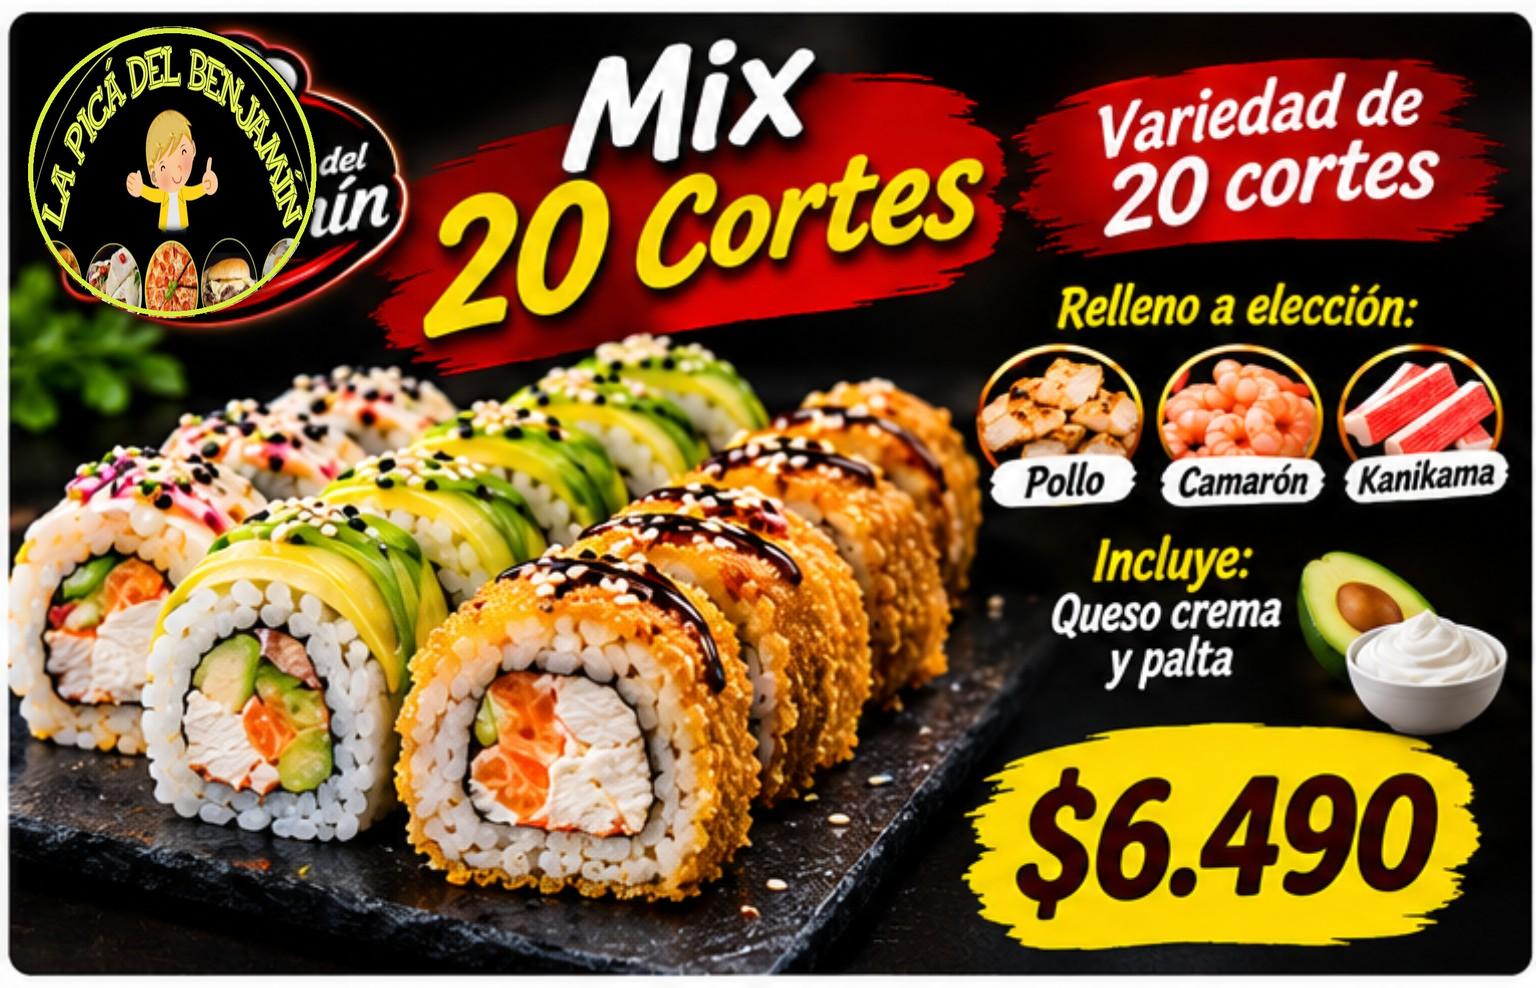 LA PICÁ DEL BENJAMÍN
del
Mix
20 Cortes
Variedad de
20 cortes
Relleno a elección:
Pollo
Camarón
Kanikama
Incluye:
Queso crema
y palta
$6.490